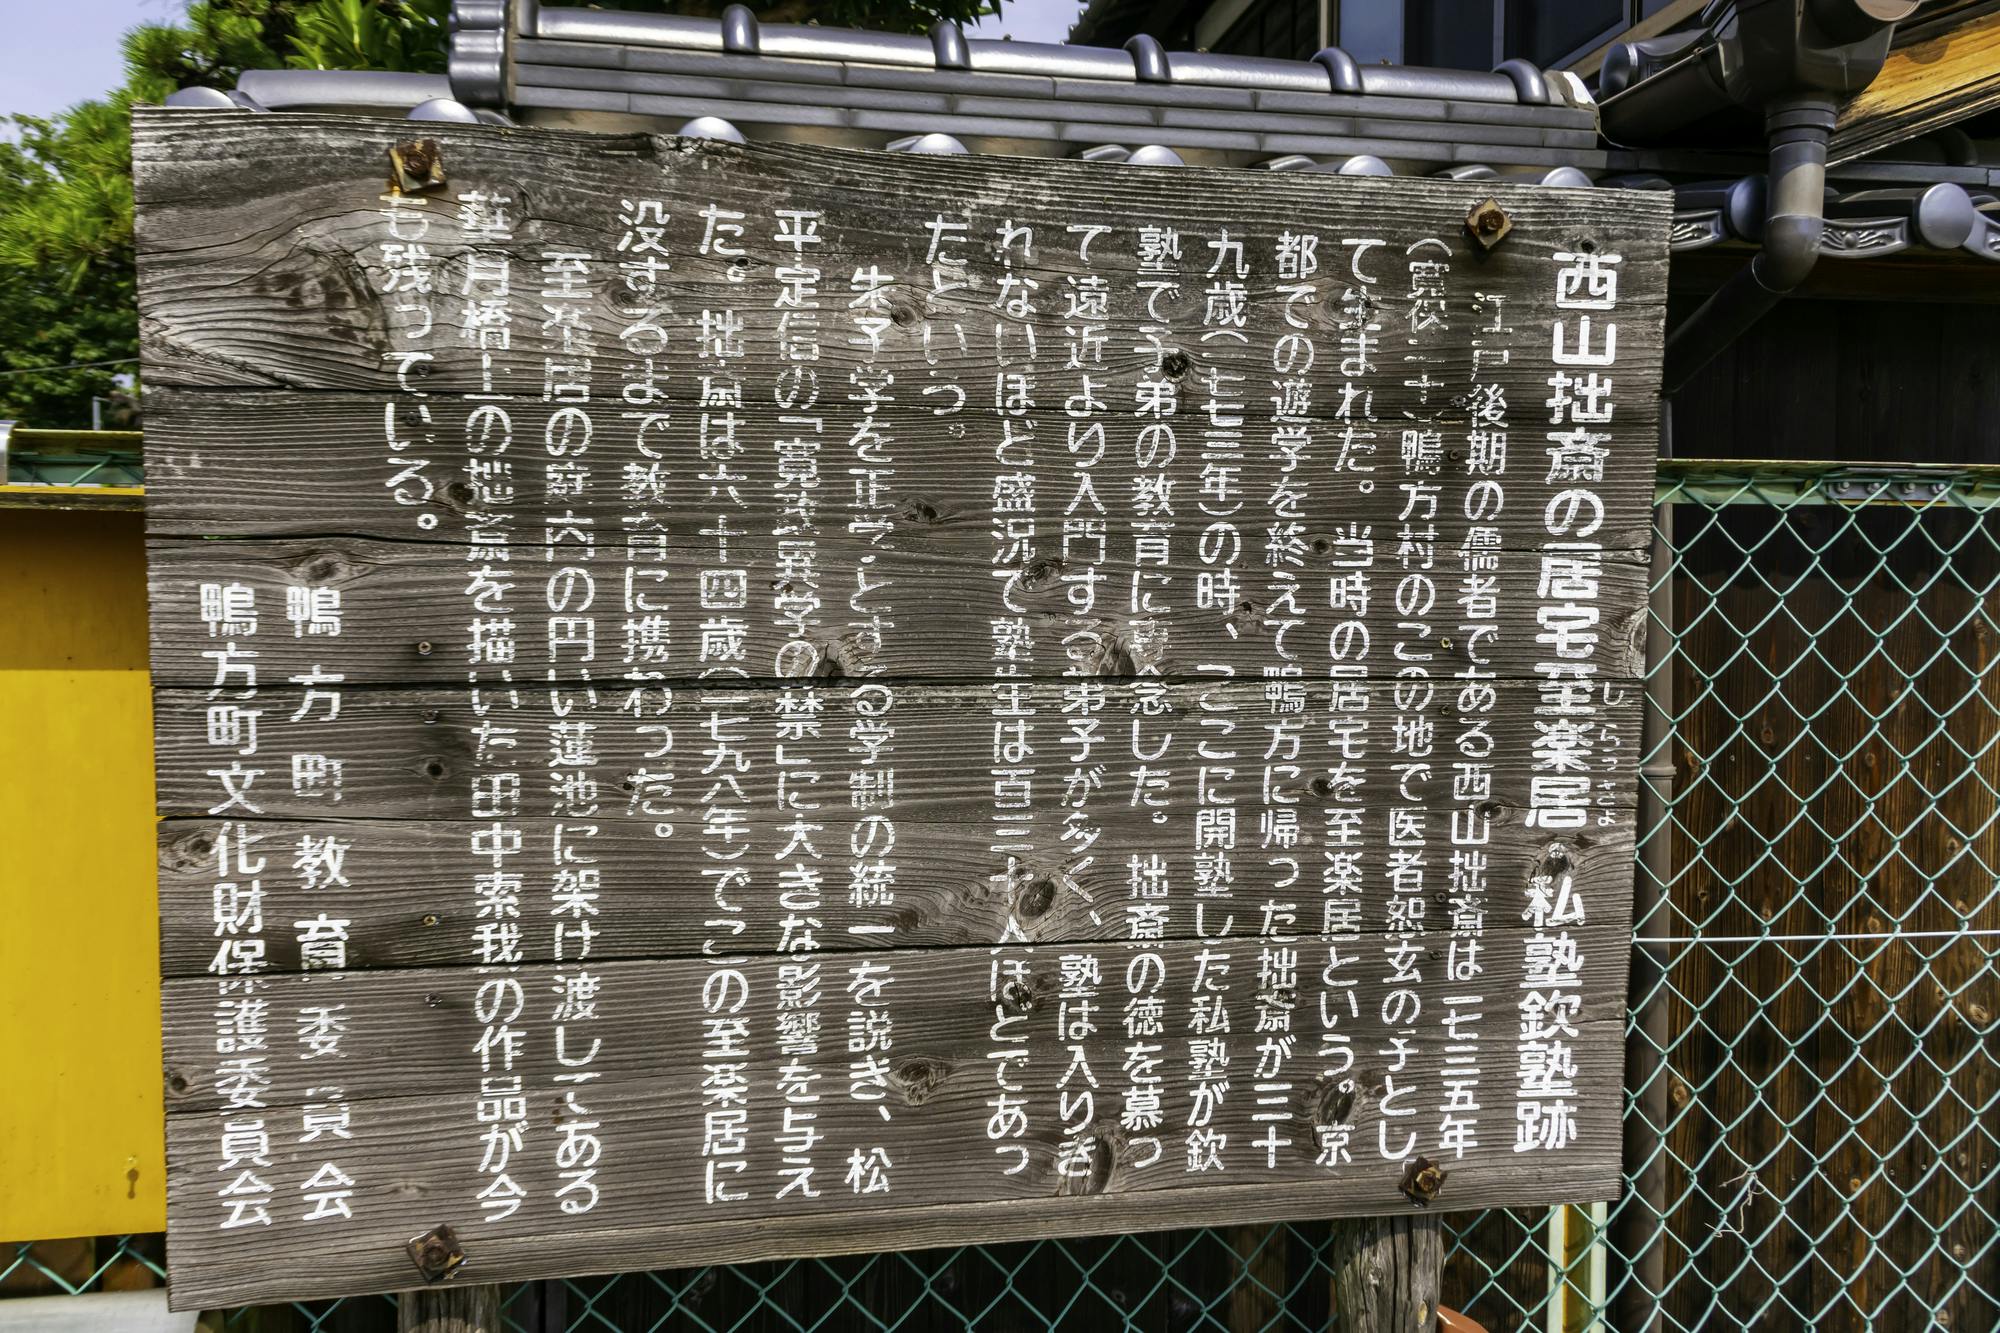 西山拙斎の居宅至楽居 私塾欽塾跡
しらっきょ
江戸後期の儒者である西山拙斎は一七三五年
（寛保二十）鴨方村のこの地で医者恕玄の子とし
て生まれた。当時の居宅を至楽居という。京
都での遊学を終えて鴨方に帰った拙斎が三十
九歳（一七七三年）の時、ここに開塾した私塾が欽
塾で子弟の教育に専念した。拙斎の徳を慕っ
て遠近より入門する弟子が多く、塾は入りき
れないほど盛況で塾生は百三十人ほどであっ
たという。
朱子学を正学とする学制の統一を説き、松
平定信の「寛政異学の禁」に大きな影響を与え
た。拙斎は六十四歳（一七九八年）でこの至楽居に
没するまで教育に携わった。
至楽居の庭内の円い蓮池に架け渡してある
華月橋上の拙斎を描いた田中索我の作品が今
も残っている。
鴨方町教育委員会
鴨方町文化財保護委員会